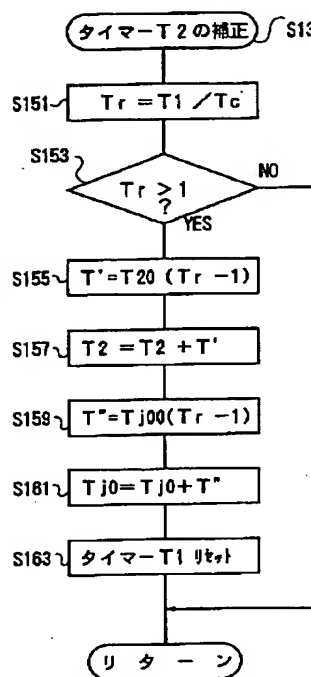 タイマーT2の補正
S13
S151
Tr=T1/Tc
S153
Tr>1
?
NO
YES
S155
T'=T20(Tr-1)
S157
T2=T2+T'
S159
T"=Tj00(Tr-1)
S161
Tj0=Tj0+T"
S163
タイマーT1リセット
リターン